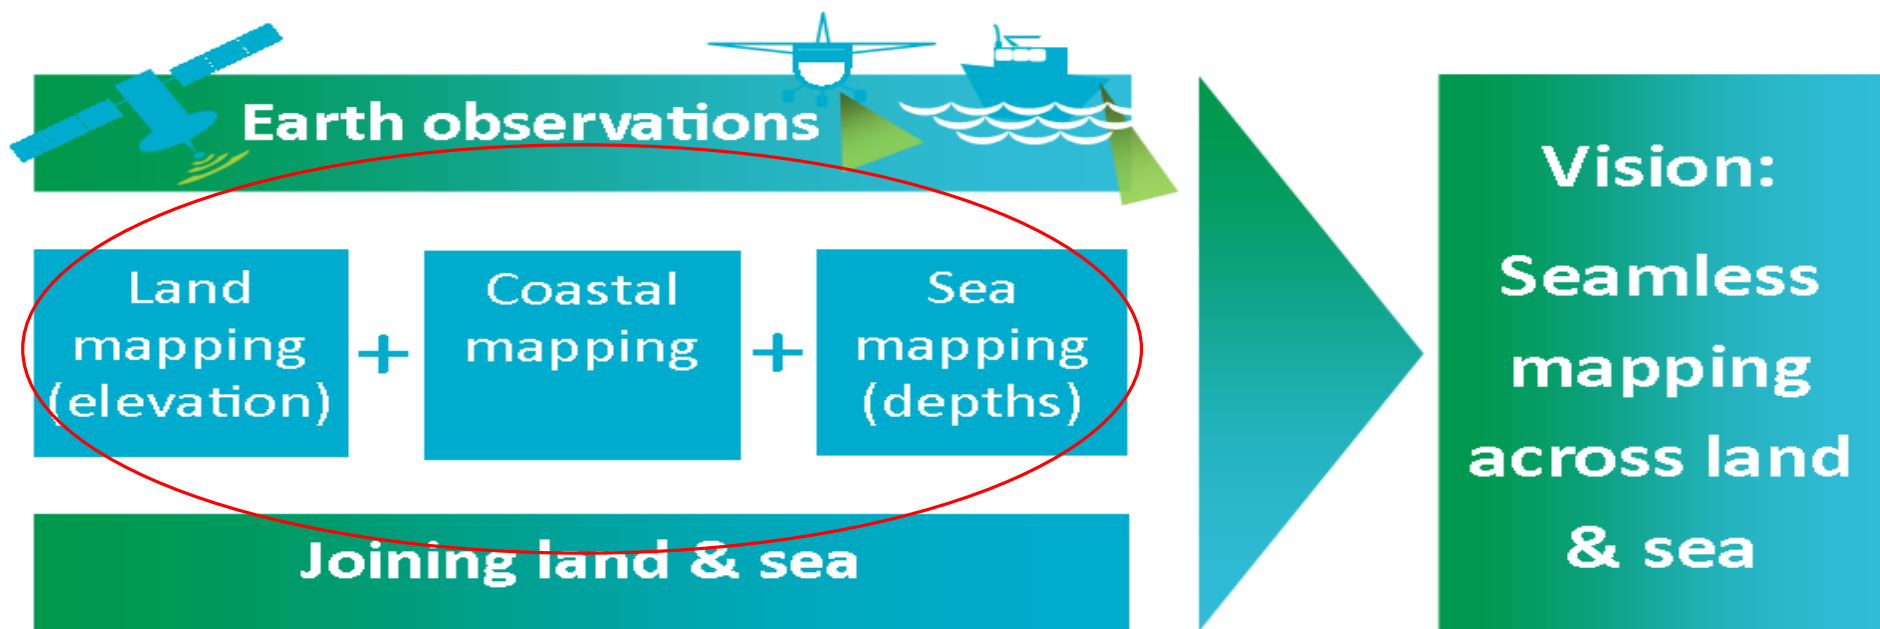 Earth observations
Land
mapping
(elevation)
+
Coastal
mapping
+
Sea
mapping
(depths)
Joining land & sea
Vision:
Seamless
mapping
across land
& sea